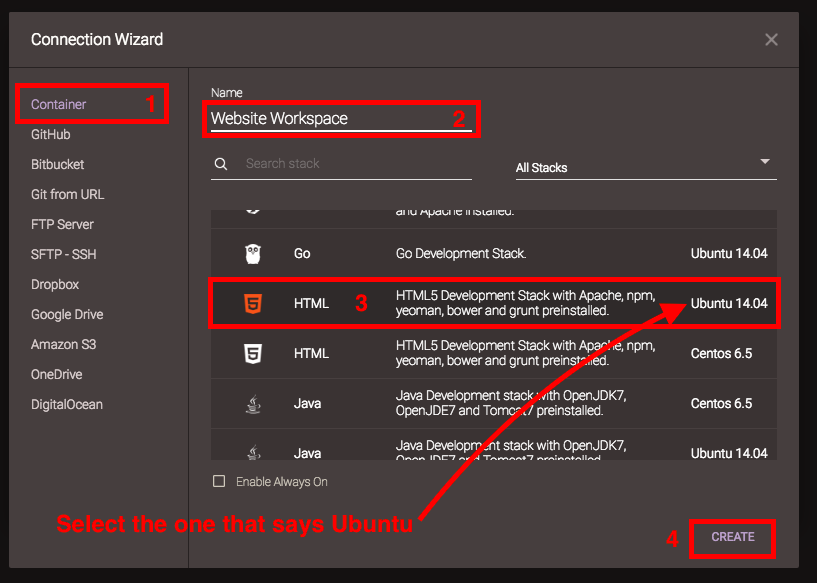 Connection Wizard
Container 1
GitHub
Bitbucket
Git from URL
FTP Server
SFTP - SSH
Dropbox
Google Drive
Amazon S3
OneDrive
DigitalOcean
Name
Website Workspace 2
Search stack
All Stacks
and Apache installed.
Go
Go Development Stack.
Ubuntu 14.04
HTML 3
HTML5 Development Stack with Apache, npm,
yeoman, bower and grunt preinstalled.
Ubuntu 14.04
HTML
HTML5 Development Stack with Apache, npm,
yeoman, bower and grunt preinstalled.
Centos 6.5
Java
Java Development stack with OpenJDK7,
OpenJDE7 and Tomcat7 preinstalled.
Centos 6.5
Java
Java Development stack with OpenJDK7,
OpenJDE7 and Tomcat7 preinstalled.
Ubuntu 14.04
Enable Always On
Select the one that says Ubuntu
4 CREATE